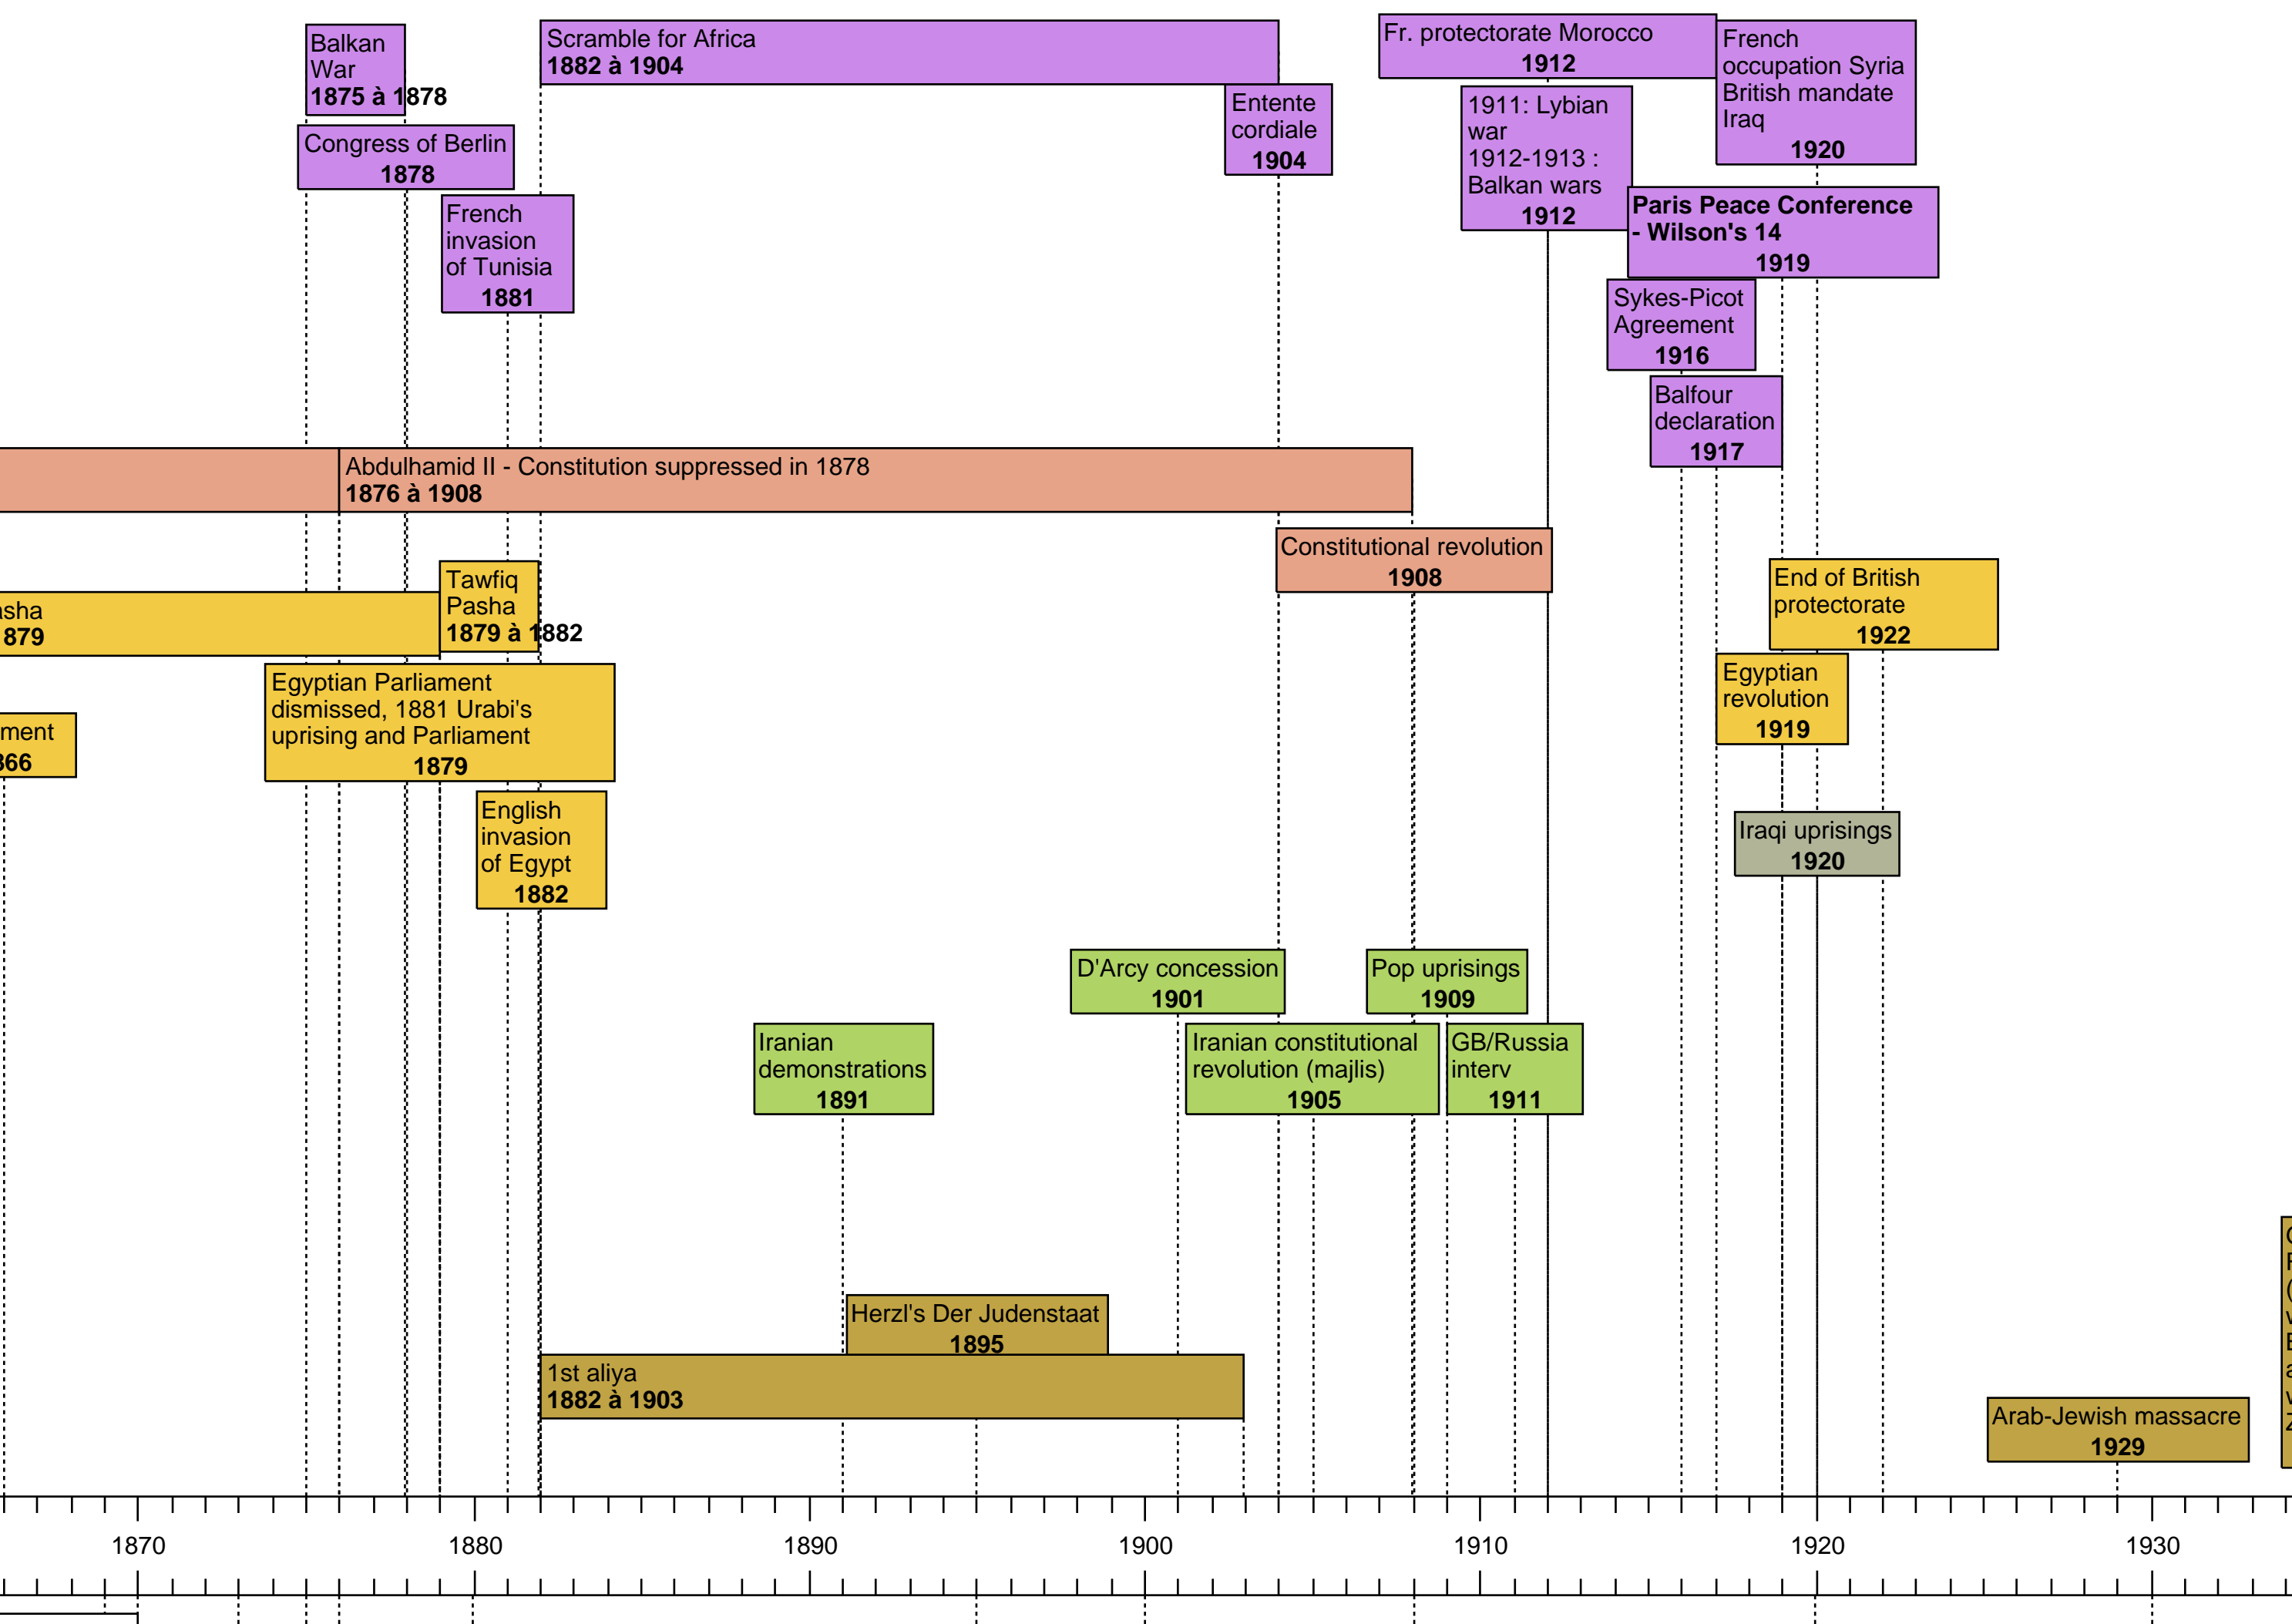 Balkan
War
1875 à 1878
Scramble for Africa
1882 à 1904
Fr. protectorate Morocco
1912
French
occupation Syria
British mandate
Iraq
1920
Congress of Berlin
1878
Entente
cordiale
1904
1911: Lybian
war
1912-1913 :
Balkan wars
1912
French
invasion
of Tunisia
1881
Paris Peace Conference
- Wilson's 14
1919
Sykes-Picot
Agreement
1916
Balfour
declaration
1917
Abdulhamid II - Constitution suppressed in 1878
1876 à 1908
Constitutional revolution
1908
Tawfiq
Pasha
1879 à 1882
asha
879
End of British
protectorate
1922
Egyptian Parliament
dismissed, 1881 Urabi's
uprising and Parliament
1879
Egyptian
revolution
1919
ment
866
English
invasion
of Egypt
1882
Iraqi uprisings
1920
D'Arcy concession
1901
Pop uprisings
1909
Iranian
demonstrations
1891
Iranian constitutional
revolution (majlis)
1905
GB/Russia
interv
1911
Herzl's Der Judenstaat
1895
1st aliya
1882 à 1903
Arab-Jewish massacre
1929
1870 1880 1890 1900 1910 1920 1930